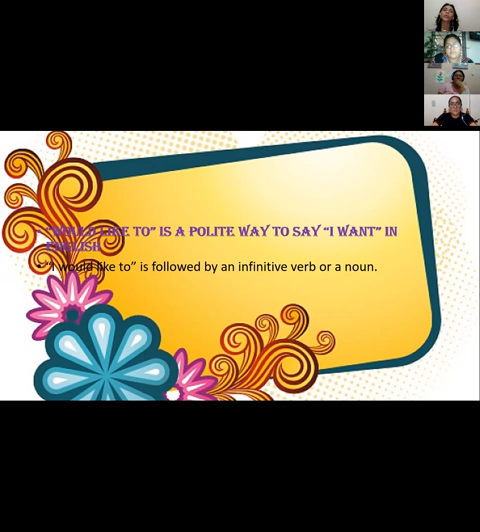 • “WOULD LIKE TO” IS A POLITE WAY TO SAY “I WANT” IN
ENGLISH
• “I would like to” is followed by an infinitive verb or a noun.